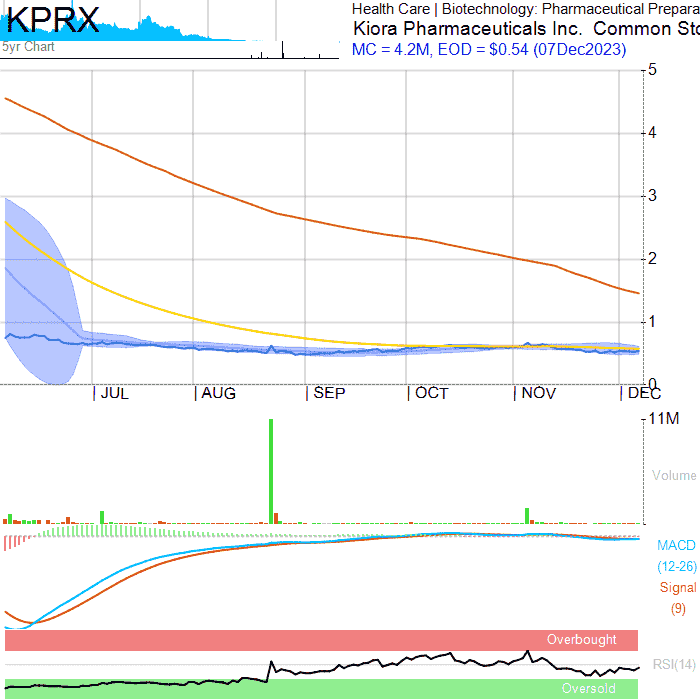 KPRX
Health Care | Biotechnology: Pharmaceutical Prepara
Kiora Pharmaceuticals Inc. Common Sto
5yr Chart
MC = 4.2M, EOD = $0.54 (07Dec2023)
5
4
3
2
1
0
JUL AUG SEP OCT NOV DEC
11M
Volume
MACD
(12-26)
Signal
(9)
Overbought
RSI(14)
Oversold